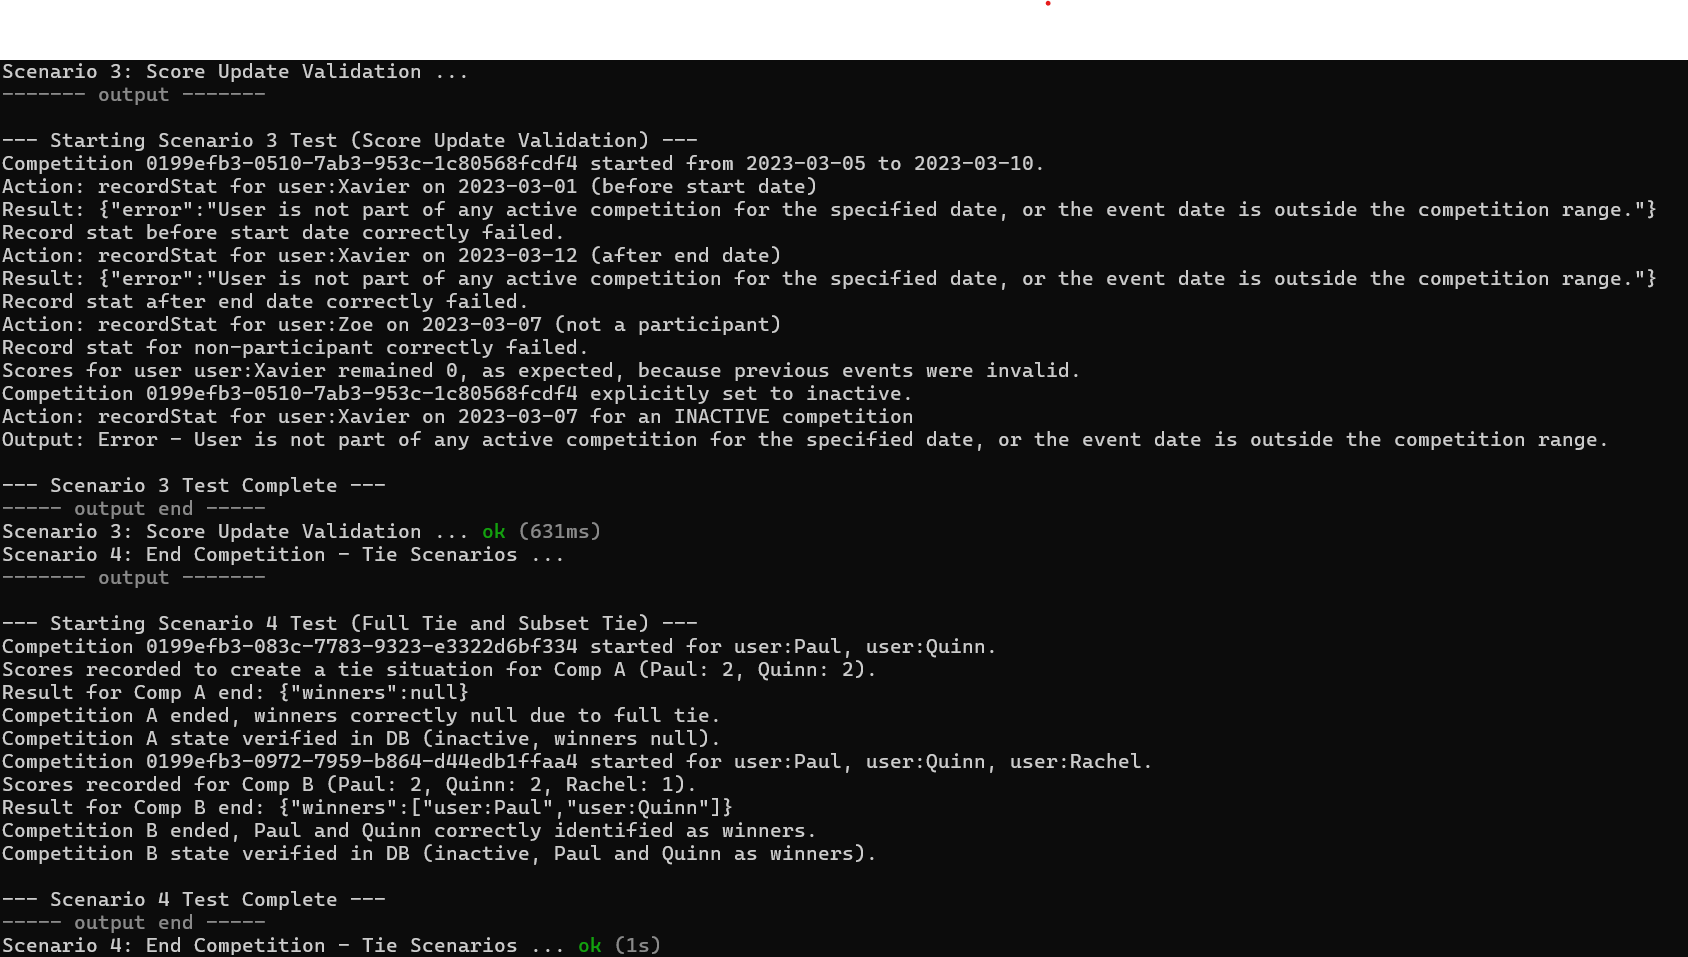 Scenario 3: Score Update Validation ...
------- output -------
--- Starting Scenario 3 Test (Score Update Validation) ---
Competition 0199efb3-0510-7ab3-953c-1c80568fcdf4 started from 2023-03-05 to 2023-03-10.
Action: recordStat for user:Xavier on 2023-03-01 (before start date)
Result: {"error":"User is not part of any active competition for the specified date, or the event date is outside the competition range."}
Record stat before start date correctly failed.
Action: recordStat for user:Xavier on 2023-03-12 (after end date)
Result: {"error":"User is not part of any active competition for the specified date, or the event date is outside the competition range."}
Record stat after end date correctly failed.
Action: recordStat for user:Zoe on 2023-03-07 (not a participant)
Record stat for non-participant correctly failed.
Scores for user user:Xavier remained 0, as expected, because previous events were invalid.
Competition 0199efb3-0510-7ab3-953c-1c80568fcdf4 explicitly set to inactive.
Action: recordStat for user:Xavier on 2023-03-07 for an INACTIVE competition
Output: Error - User is not part of any active competition for the specified date, or the event date is outside the competition range.
--- Scenario 3 Test Complete ---
----- output end -----
Scenario 3: Score Update Validation ... ok (631ms)
Scenario 4: End Competition - Tie Scenarios ...
------- output -------
--- Starting Scenario 4 Test (Full Tie and Subset Tie) ---
Competition 0199efb3-083c-7783-9323-e3322d6bf334 started for user:Paul, user:Quinn.
Scores recorded to create a tie situation for Comp A (Paul: 2, Quinn: 2).
Result for Comp A end: {"winners":null}
Competition A ended, winners correctly null due to full tie.
Competition A state verified in DB (inactive, winners null).
Competition 0199efb3-0972-7959-b864-d44edb1ffaa4 started for user:Paul, user:Quinn, user:Rachel.
Scores recorded for Comp B (Paul: 2, Quinn: 2, Rachel: 1).
Result for Comp B end: {"winners":["user:Paul","user:Quinn"]}
Competition B ended, Paul and Quinn correctly identified as winners.
Competition B state verified in DB (inactive, Paul and Quinn as winners).
--- Scenario 4 Test Complete ---
----- output end -----
Scenario 4: End Competition - Tie Scenarios ... ok (1s)